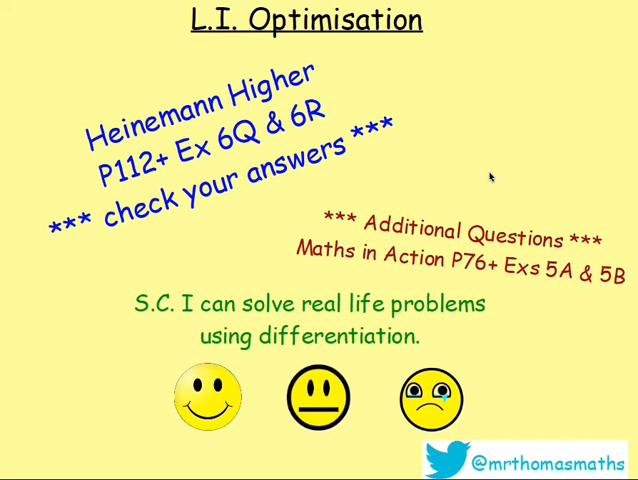 L.I. Optimisation
Heinemann Higher
P112+ Ex 6Q & 6R
*** check your answers ***
*** Additional Questions ***
Maths in Action P76+ Exs 5A & 5B
S.C. I can solve real life problems
using differentiation.
@mrthomasmaths